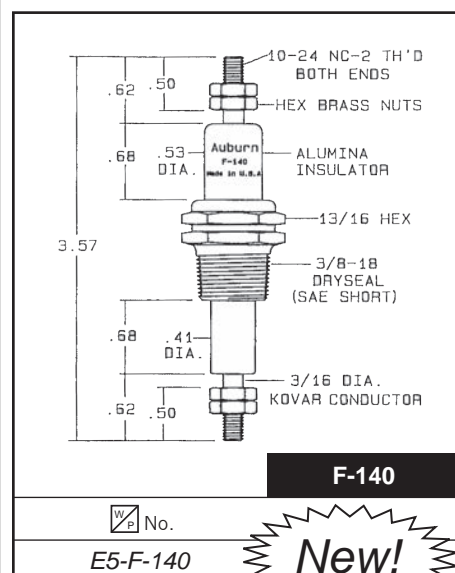 10-24 NC-2 TH'D
BOTH ENDS
.62
.50
HEX BRASS NUTS
.68
.53
DIA.
Auburn
F-140
Made in U.S.A
ALUMINA
INSULATOR
13/16 HEX
3.57
3/8-18
DRYSEAL
(SAE SHORT)
.68
.41
DIA.
3/16 DIA.
KOVAR CONDUCTOR
.62
.50
F-140
W/P No.
E5-F-140
New!